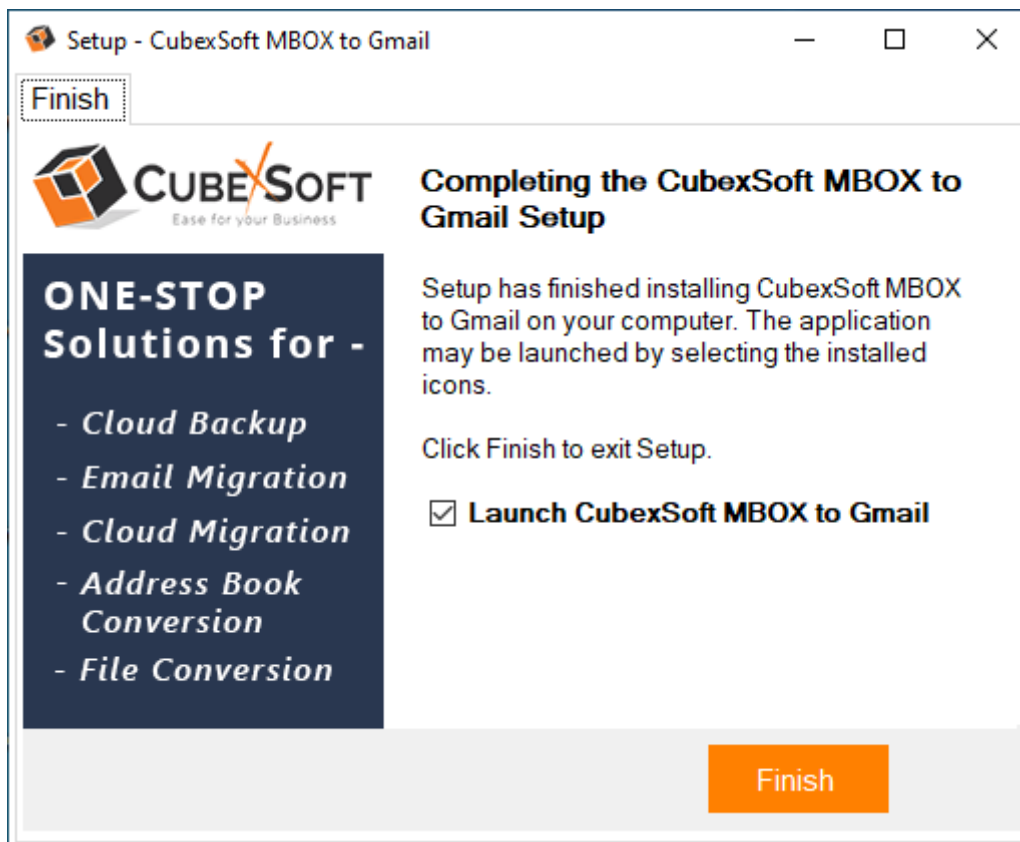 Setup - CubexSoft MBOX to Gmail
Finish
CUBEXSOFT
Ease for your Business
ONE-STOP
Solutions for -
- Cloud Backup
- Email Migration
- Cloud Migration
- Address Book
Conversion
- File Conversion
Completing the CubexSoft MBOX to
Gmail Setup
Setup has finished installing CubexSoft MBOX
to Gmail on your computer. The application
may be launched by selecting the installed
icons.
Click Finish to exit Setup.
Launch CubexSoft MBOX to Gmail
Finish